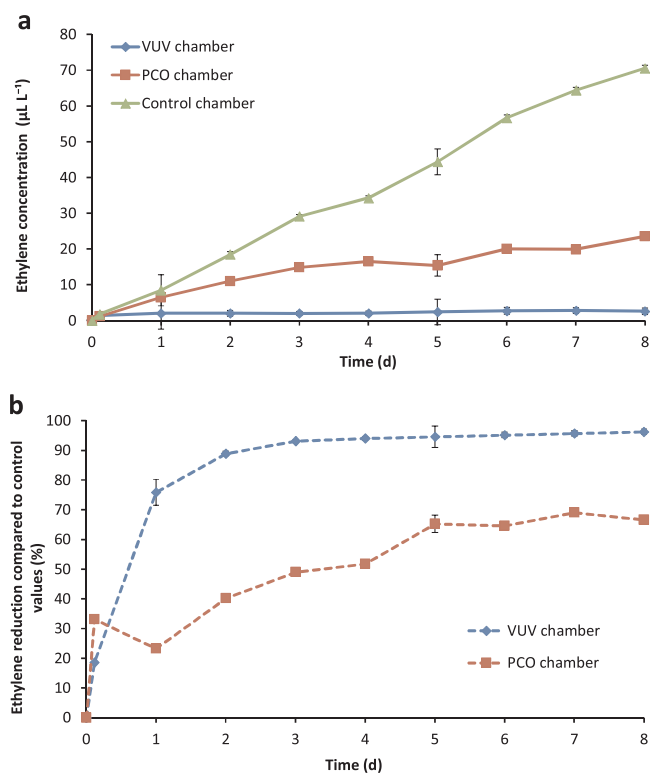 a
80
70
60
50
40
30
20
10
0
Ethylene concentration (µL L⁻¹)
VUV chamber
PCO chamber
Control chamber
0 1 2 3 4 5 6 7 8
Time (d)
b
100
90
80
70
60
50
40
30
20
10
0
Ethylene reduction compared to control
values (%)
VUV chamber
PCO chamber
0 1 2 3 4 5 6 7 8
Time (d)